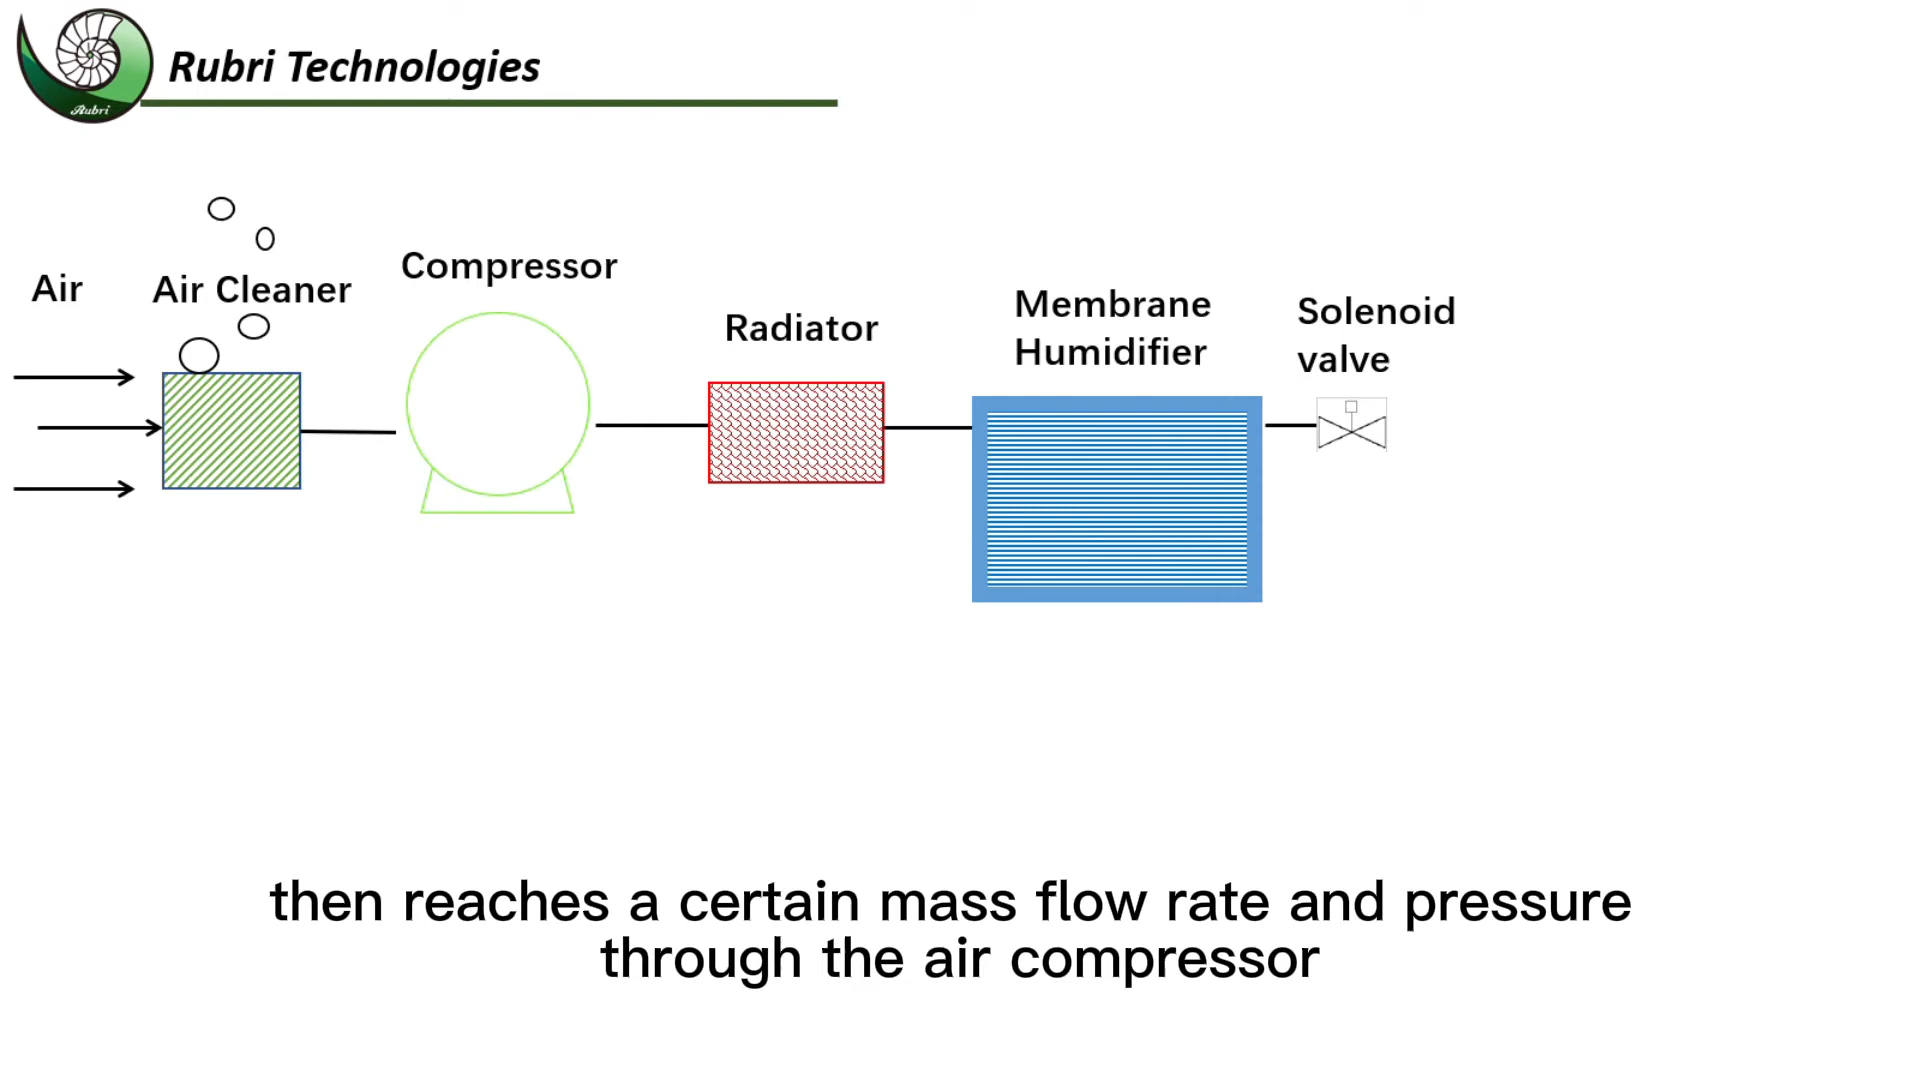 Rubri Technologies
Rubri
Air
Air Cleaner
Compressor
Radiator
Membrane
Humidifier
Solenoid
valve
then reaches a certain mass flow rate and pressure
through the air compressor